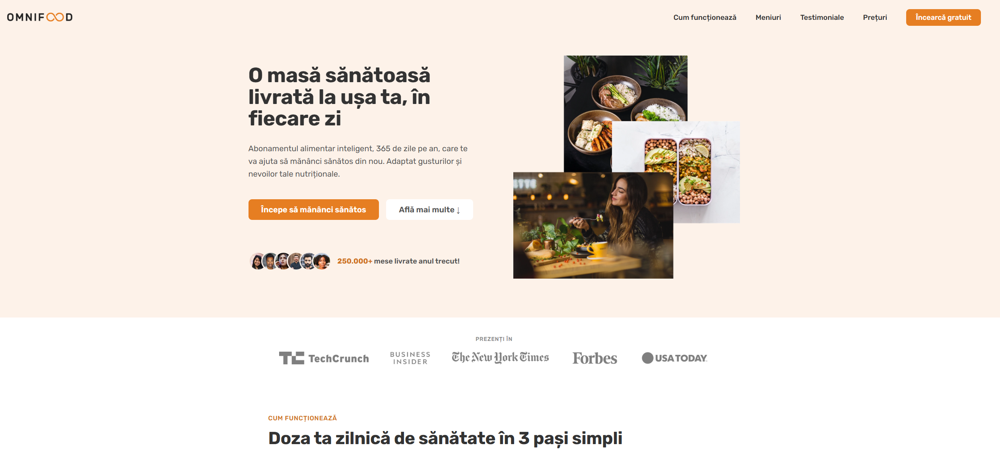 OMNIFOOD
Cum funcționează
Meniuri
Testimoniale
Prețuri
Încearcă gratuit
O masă sănătoasă
livrată la ușa ta, în
fiecare zi
Abonamentul alimentar inteligent, 365 de zile pe an, care te
va ajuta să mănânci sănătos din nou. Adaptat gusturilor și
nevoilor tale nutriționale.
Începe să mănânci sănătos
Află mai multe ↓
250.000+ mese livrate anul trecut!
PREZENȚI ÎN
TC TechCrunch
BUSINESS
INSIDER
The New York Times
Forbes
USA TODAY
CUM FUNCȚIONEAZĂ
Doza ta zilnică de sănătate în 3 pași simpli